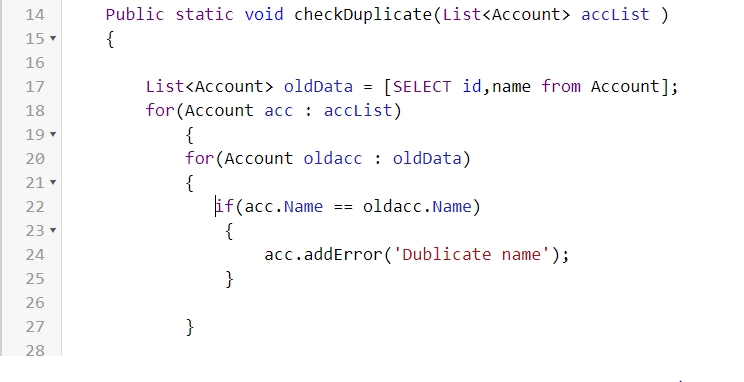 14 Public static void checkDuplicate(List<Account> accList )
15 {
16
17 List<Account> oldData = [SELECT id,name from Account];
18 for(Account acc : accList)
19 {
20 for(Account oldacc : oldData)
21 {
22 if(acc.Name == oldacc.Name)
23 {
24 acc.addError('Dublicate name');
25 }
26
27 }
28